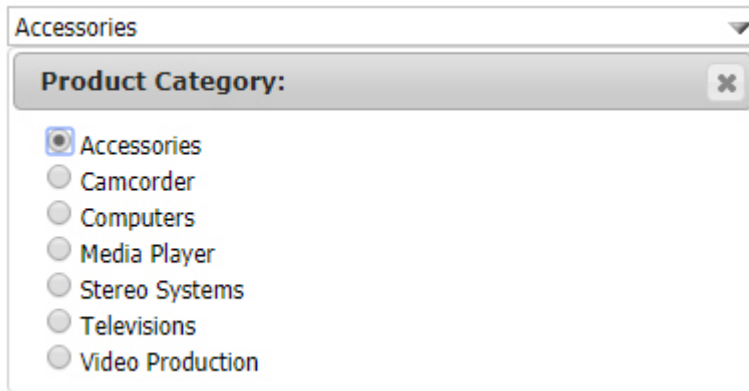 Accessories
Product Category:
Accessories
Camcorder
Computers
Media Player
Stereo Systems
Televisions
Video Production